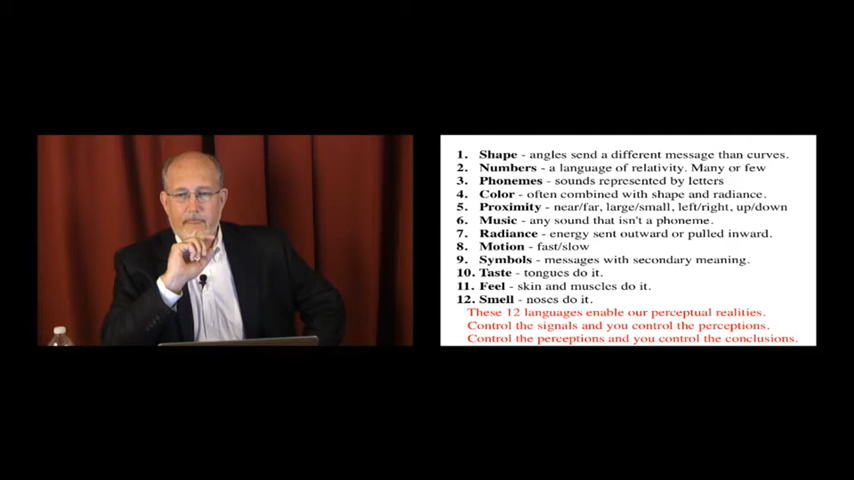 1. Shape - angles send a different message than curves.
2. Numbers - a language of relativity. Many or few
3. Phonemes - sounds represented by letters
4. Color - often combined with shape and radiance.
5. Proximity - near/far, large/small, left/right, up/down
6. Music - any sound that isn't a phoneme.
7. Radiance - energy sent outward or pulled inward.
8. Motion - fast/slow
9. Symbols - messages with secondary meaning.
10. Taste - tongues do it.
11. Feel - skin and muscles do it.
12. Smell - noses do it.
These 12 languages enable our perceptual realities.
Control the signals and you control the perceptions.
Control the perceptions and you control the conclusions.